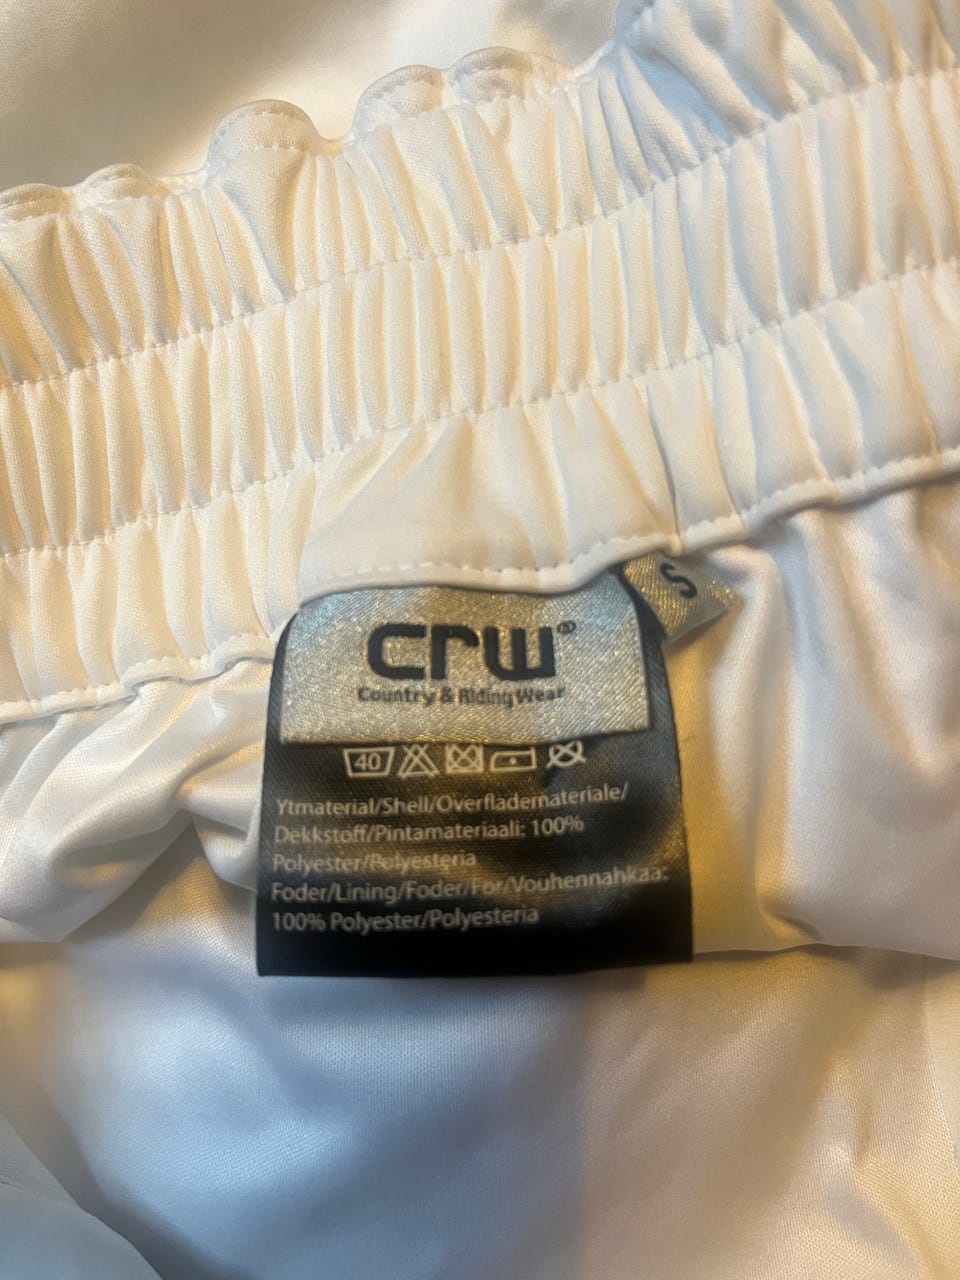 S
crw®
Country & Riding Wear
40
Ytmaterial/Shell/Överflademateriale/
Dekkstoff/Pintamateriaali: 100%
Polyester/Polyesteria
Foder/Lining/Foder/For/Vouhennahkaa:
100% Polyester/Polyesteria